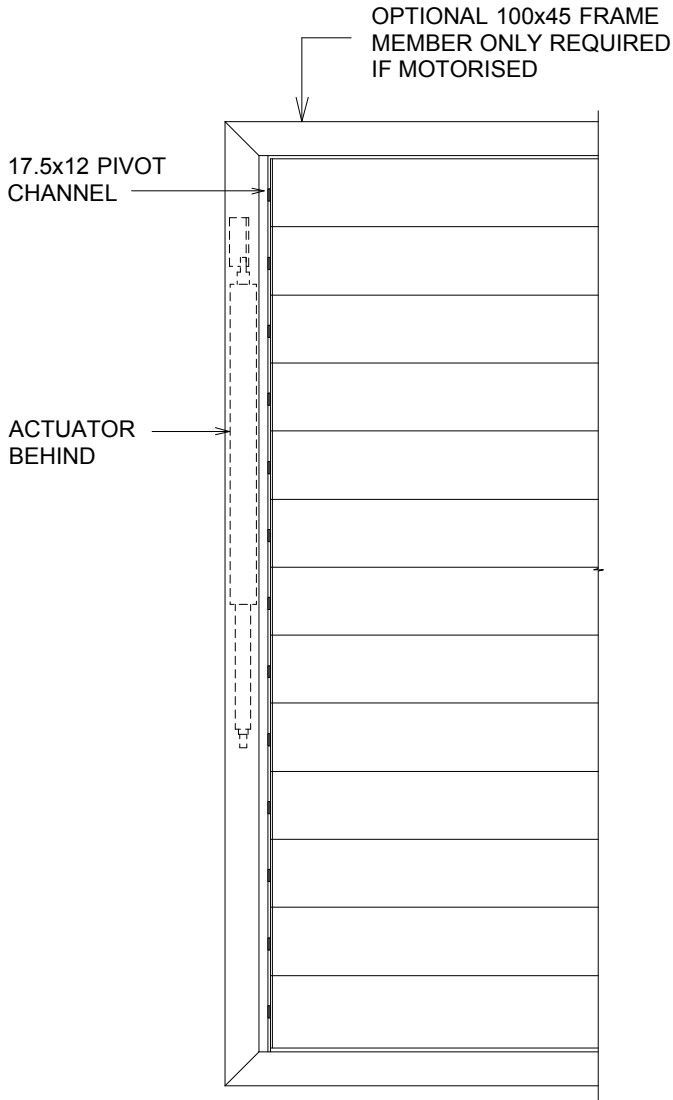 OPTIONAL 100x45 FRAME
MEMBER ONLY REQUIRED
IF MOTORISED
17.5x12 PIVOT
CHANNEL
ACTUATOR
BEHIND